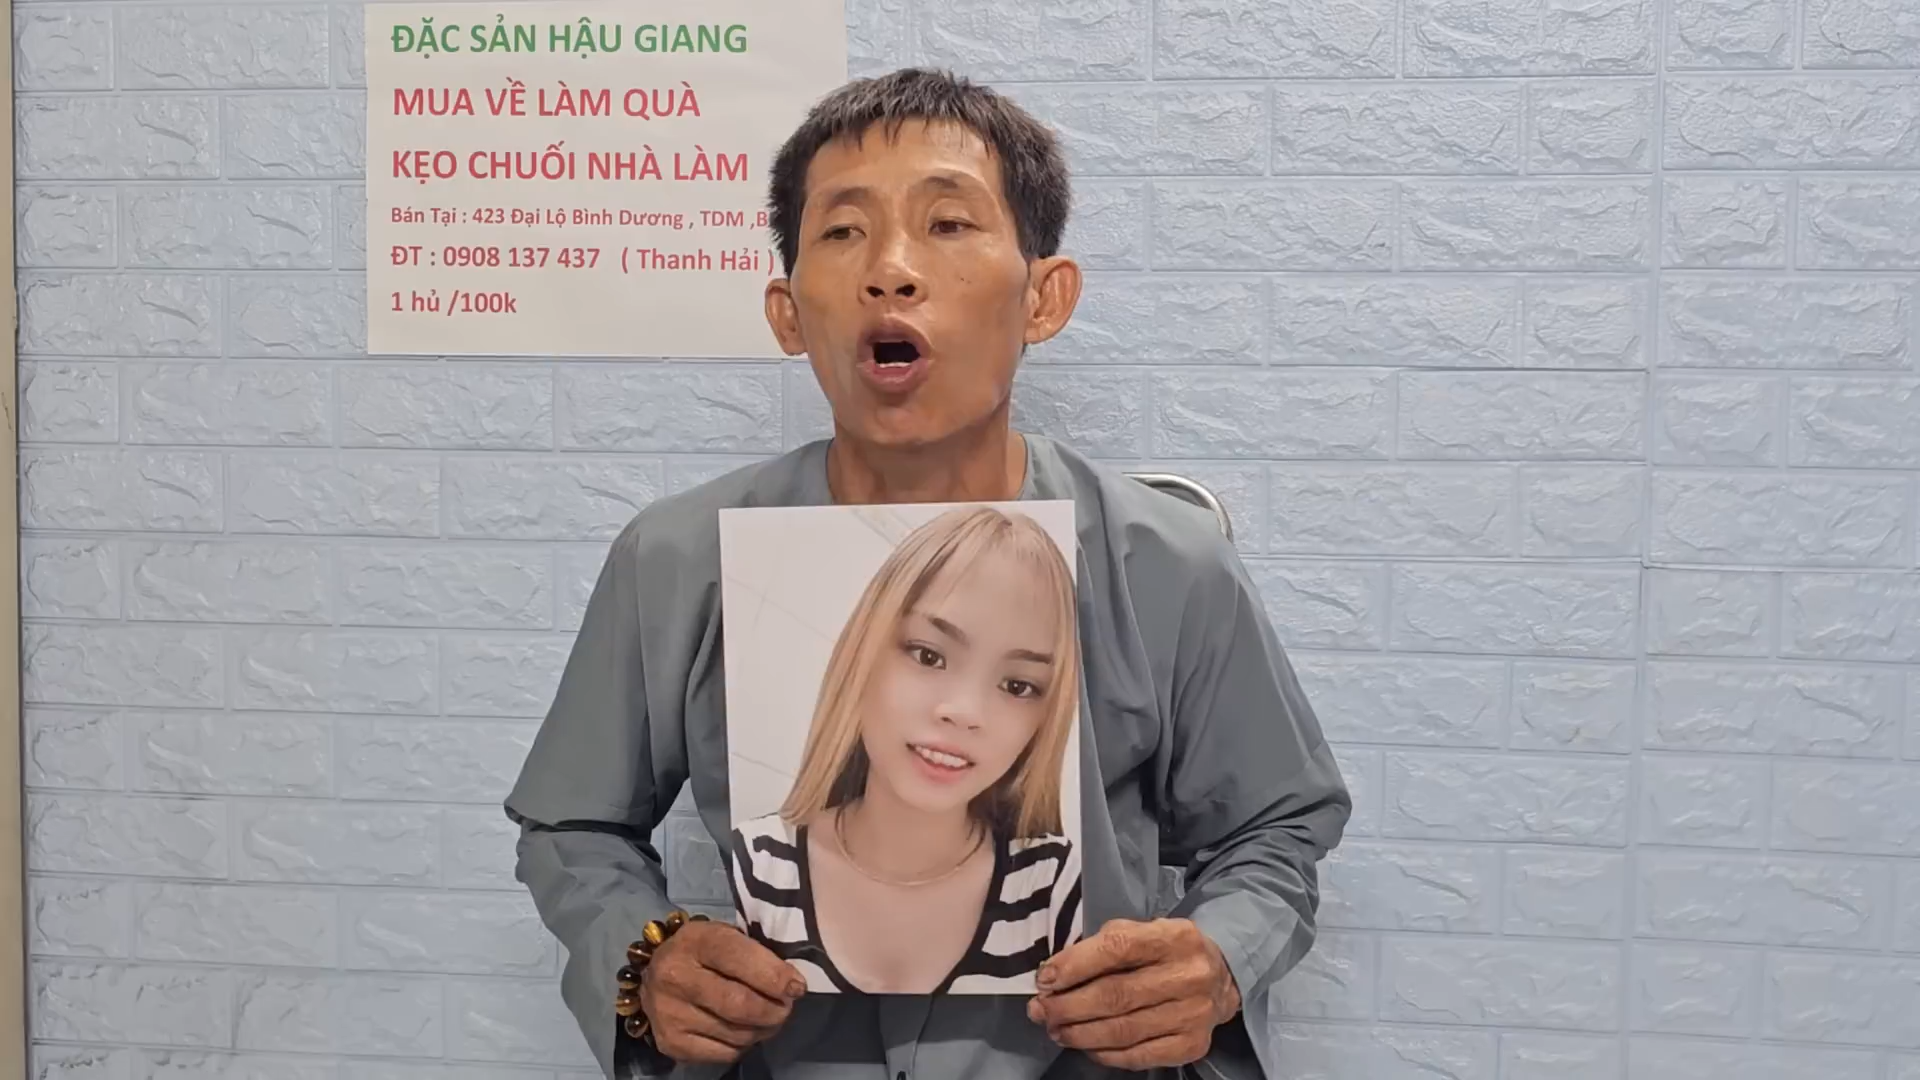 ĐẶC SẢN HẬU GIANG
MUA VỀ LÀM QUÀ
KẸO CHUỐI NHÀ LÀM
Bán Tại : 423 Đại Lộ Bình Dương , TDM ,B
ĐT : 0908 137 437 ( Thanh Hải )
1 hủ /100k